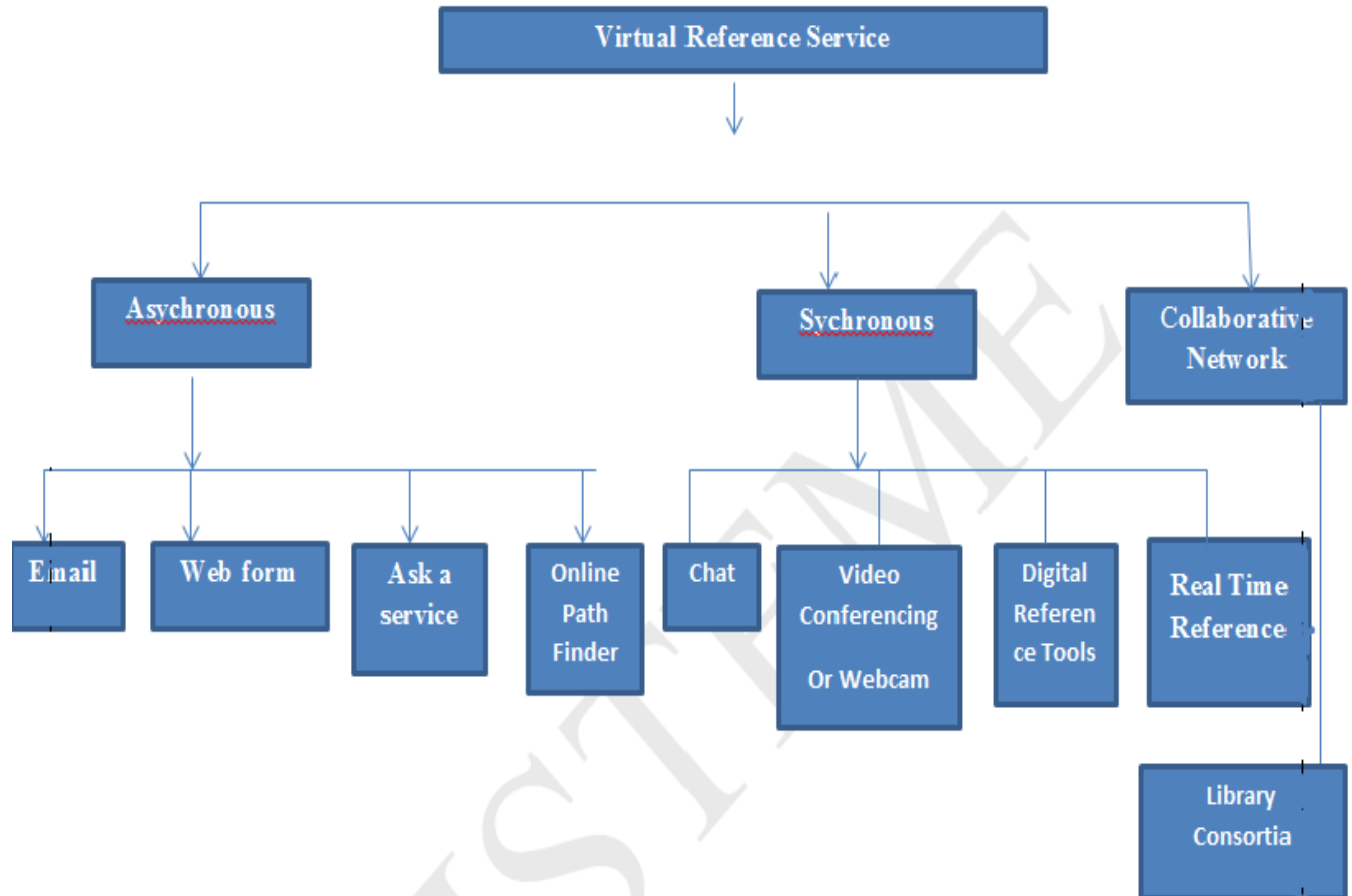 Virtual Reference Service
Asychronous
Sychronous
Collaborative
Network
Email
Web form
Ask a
service
Online
Path
Finder
Chat
Video
Conferencing
Or Webcam
Digital
Referen
ce Tools
Real Time
Reference
Library
Consortia
STEME